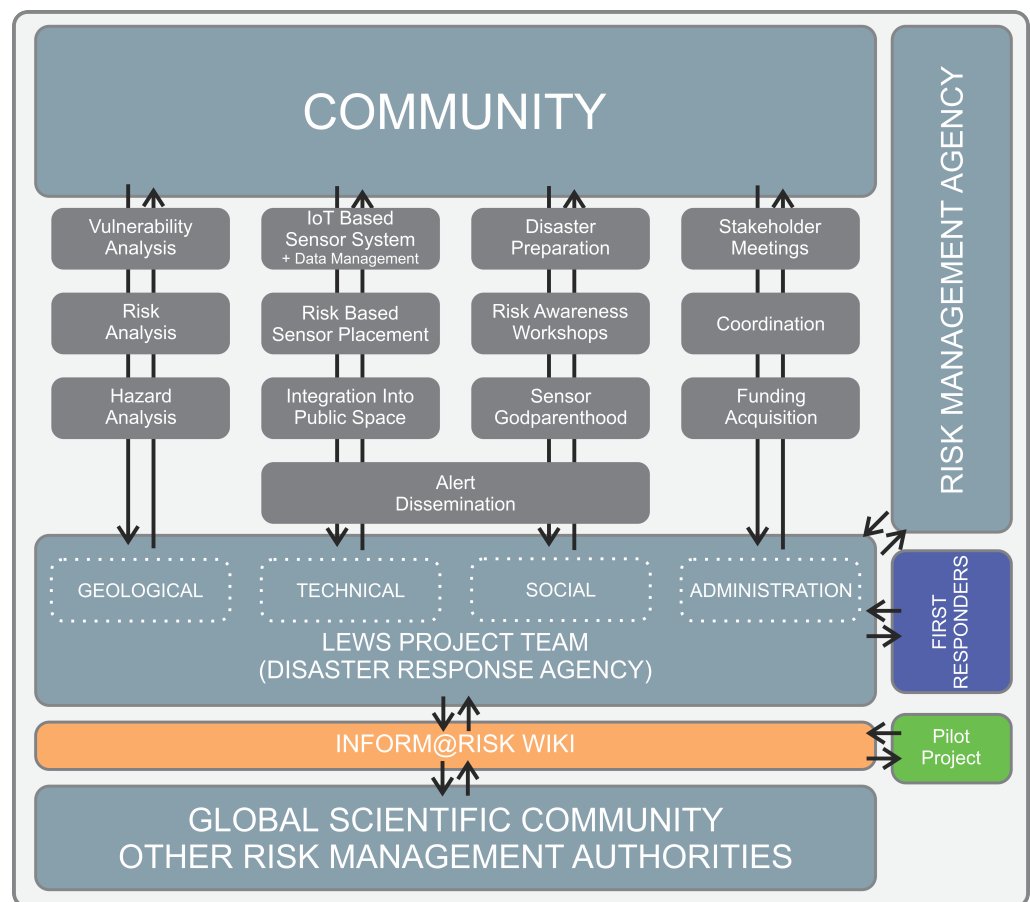 COMMUNITY
RISK MANAGEMENT AGENCY
Vulnerability
Analysis
IoT Based
Sensor System
+ Data Management
Disaster
Preparation
Stakeholder
Meetings
Risk
Analysis
Risk Based
Sensor Placement
Risk Awareness
Workshops
Coordination
Hazard
Analysis
Integration Into
Public Space
Sensor
Godparenthood
Funding
Acquisition
Alert
Dissemination
GEOLOGICAL
TECHNICAL
SOCIAL
ADMINISTRATION
LEWS PROJECT TEAM
(DISASTER RESPONSE AGENCY)
FIRST
RESPONDERS
INFORM@RISK WIKI
Pilot
Project
GLOBAL SCIENTIFIC COMMUNITY
OTHER RISK MANAGEMENT AUTHORITIES